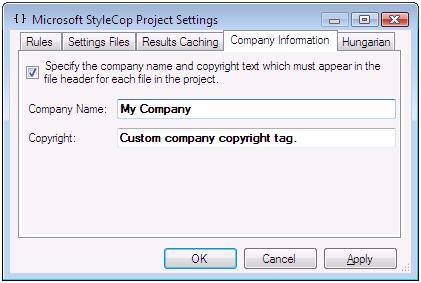 { } Microsoft StyleCop Project Settings
Rules Settings Files Results Caching Company Information Hungarian
Specify the company name and copyright text which must appear in the
file header for each file in the project.
Company Name: My Company
Copyright: Custom company copyright tag.
OK Cancel Apply